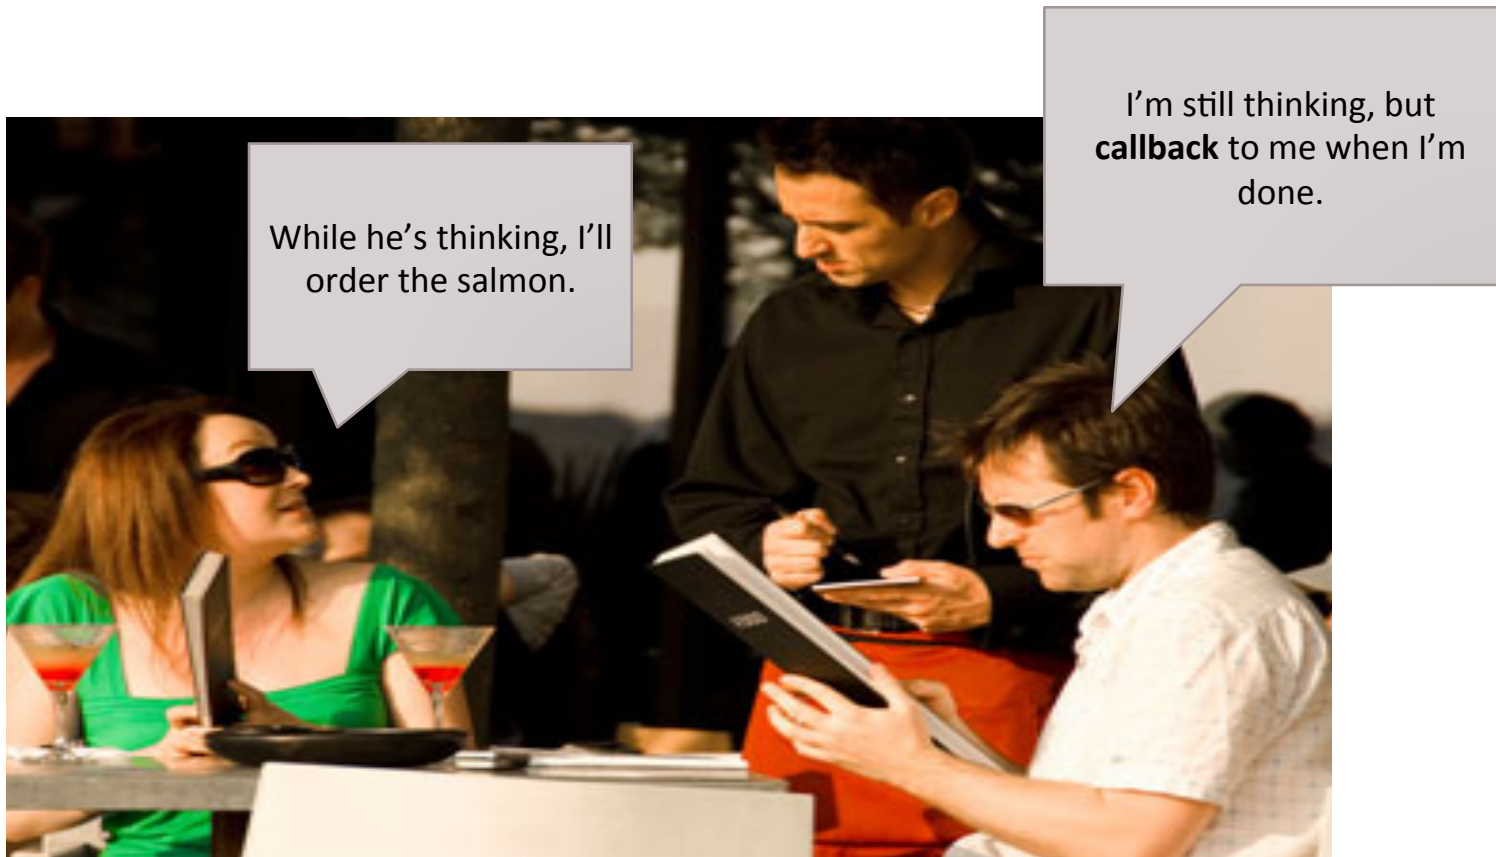 While he's thinking, I'll
order the salmon.
I'm still thinking, but
callback to me when I'm
done.